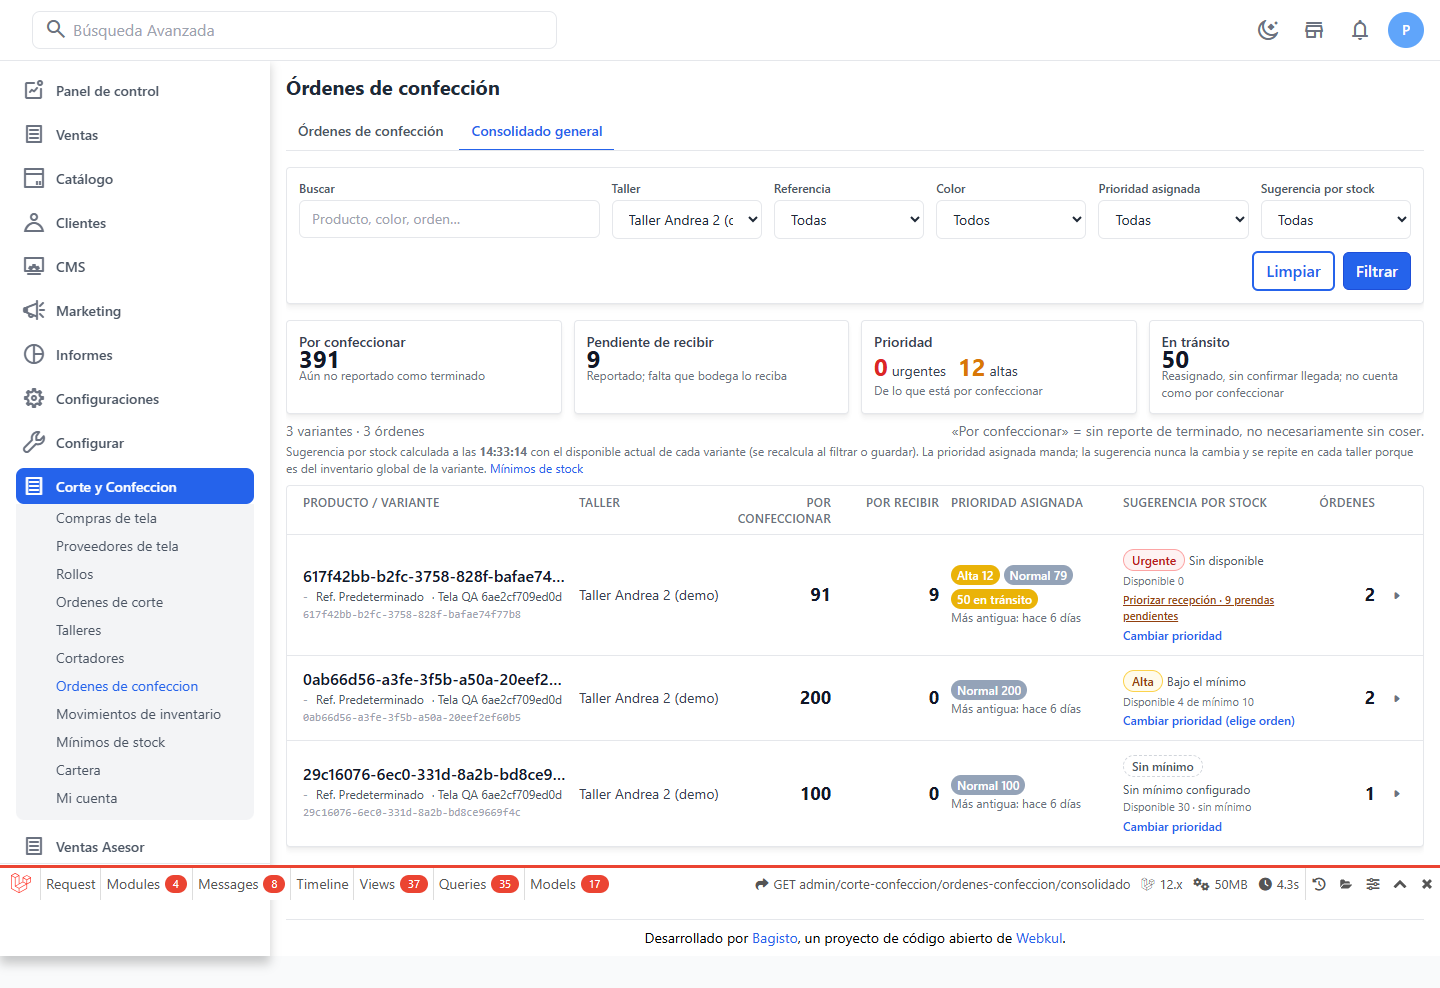 Búsqueda Avanzada
P
Panel de control
Ventas
Catálogo
Clientes
CMS
Marketing
Informes
Configuraciones
Configurar
Corte y Confeccion
Compras de tela
Proveedores de tela
Rollos
Ordenes de corte
Talleres
Cortadores
Ordenes de confeccion
Movimientos de inventario
Mínimos de stock
Cartera
Mi cuenta
Ventas Asesor
Órdenes de confección
Órdenes de confección Consolidado general
Buscar Taller Referencia Color Prioridad asignada Sugerencia por stock
Producto, color, orden... Taller Andrea 2 (c Todas Todos Todas Todas
Limpiar Filtrar
Por confeccionar
391
Aún no reportado como terminado
Pendiente de recibir
9
Reportado; falta que bodega lo reciba
Prioridad
0 urgentes 12 altas
De lo que está por confeccionar
En tránsito
50
Reasignado, sin confirmar llegada; no cuenta
como por confeccionar
3 variantes · 3 órdenes
«Por confeccionar» = sin reporte de terminado, no necesariamente sin coser.
Sugerencia por stock calculada a las 14:33:14 con el disponible actual de cada variante (se recalcula al filtrar o guardar). La prioridad asignada manda; la sugerencia nunca la cambia y se repite en cada taller porque
es del inventario global de la variante. Mínimos de stock
PRODUCTO / VARIANTE TALLER POR CONFECCIONAR POR RECIBIR PRIORIDAD ASIGNADA SUGERENCIA POR STOCK ÓRDENES
617f42bb-b2fc-3758-828f-bafae74...
- Ref. Predeterminado · Tela QA 6ae2cf709ed0d
617f42bb-b2fc-3758-828f-bafae74f77b8
Taller Andrea 2 (demo)
91
9
Alta 12 Normal 79
50 en tránsito
Más antigua: hace 6 días
Urgente Sin disponible
Disponible 0
Priorizar recepción · 9 prendas
pendientes
Cambiar prioridad
2
0ab66d56-a3fe-3f5b-a50a-20eef2...
- Ref. Predeterminado · Tela QA 6ae2cf709ed0d
0ab66d56-a3fe-3f5b-a50a-20eef2ef60b5
Taller Andrea 2 (demo)
200
0
Normal 200
Más antigua: hace 6 días
Alta Bajo el mínimo
Disponible 4 de mínimo 10
Cambiar prioridad (elige orden)
2
29c16076-6ec0-331d-8a2b-bd8ce9...
- Ref. Predeterminado · Tela QA 6ae2cf709ed0d
29c16076-6ec0-331d-8a2b-bd8ce9669f4c
Taller Andrea 2 (demo)
100
0
Normal 100
Más antigua: hace 6 días
Sin mínimo
Sin mínimo configurado
Disponible 30 · sin mínimo
Cambiar prioridad
1
Request Modules 4 Messages 8 Timeline Views 37 Queries 35 Models 17 GET admin/corte-confeccion/ordenes-confeccion/consolidado 12.x 50MB 4.3s
Desarrollado por Bagisto, un proyecto de código abierto de Webkul.